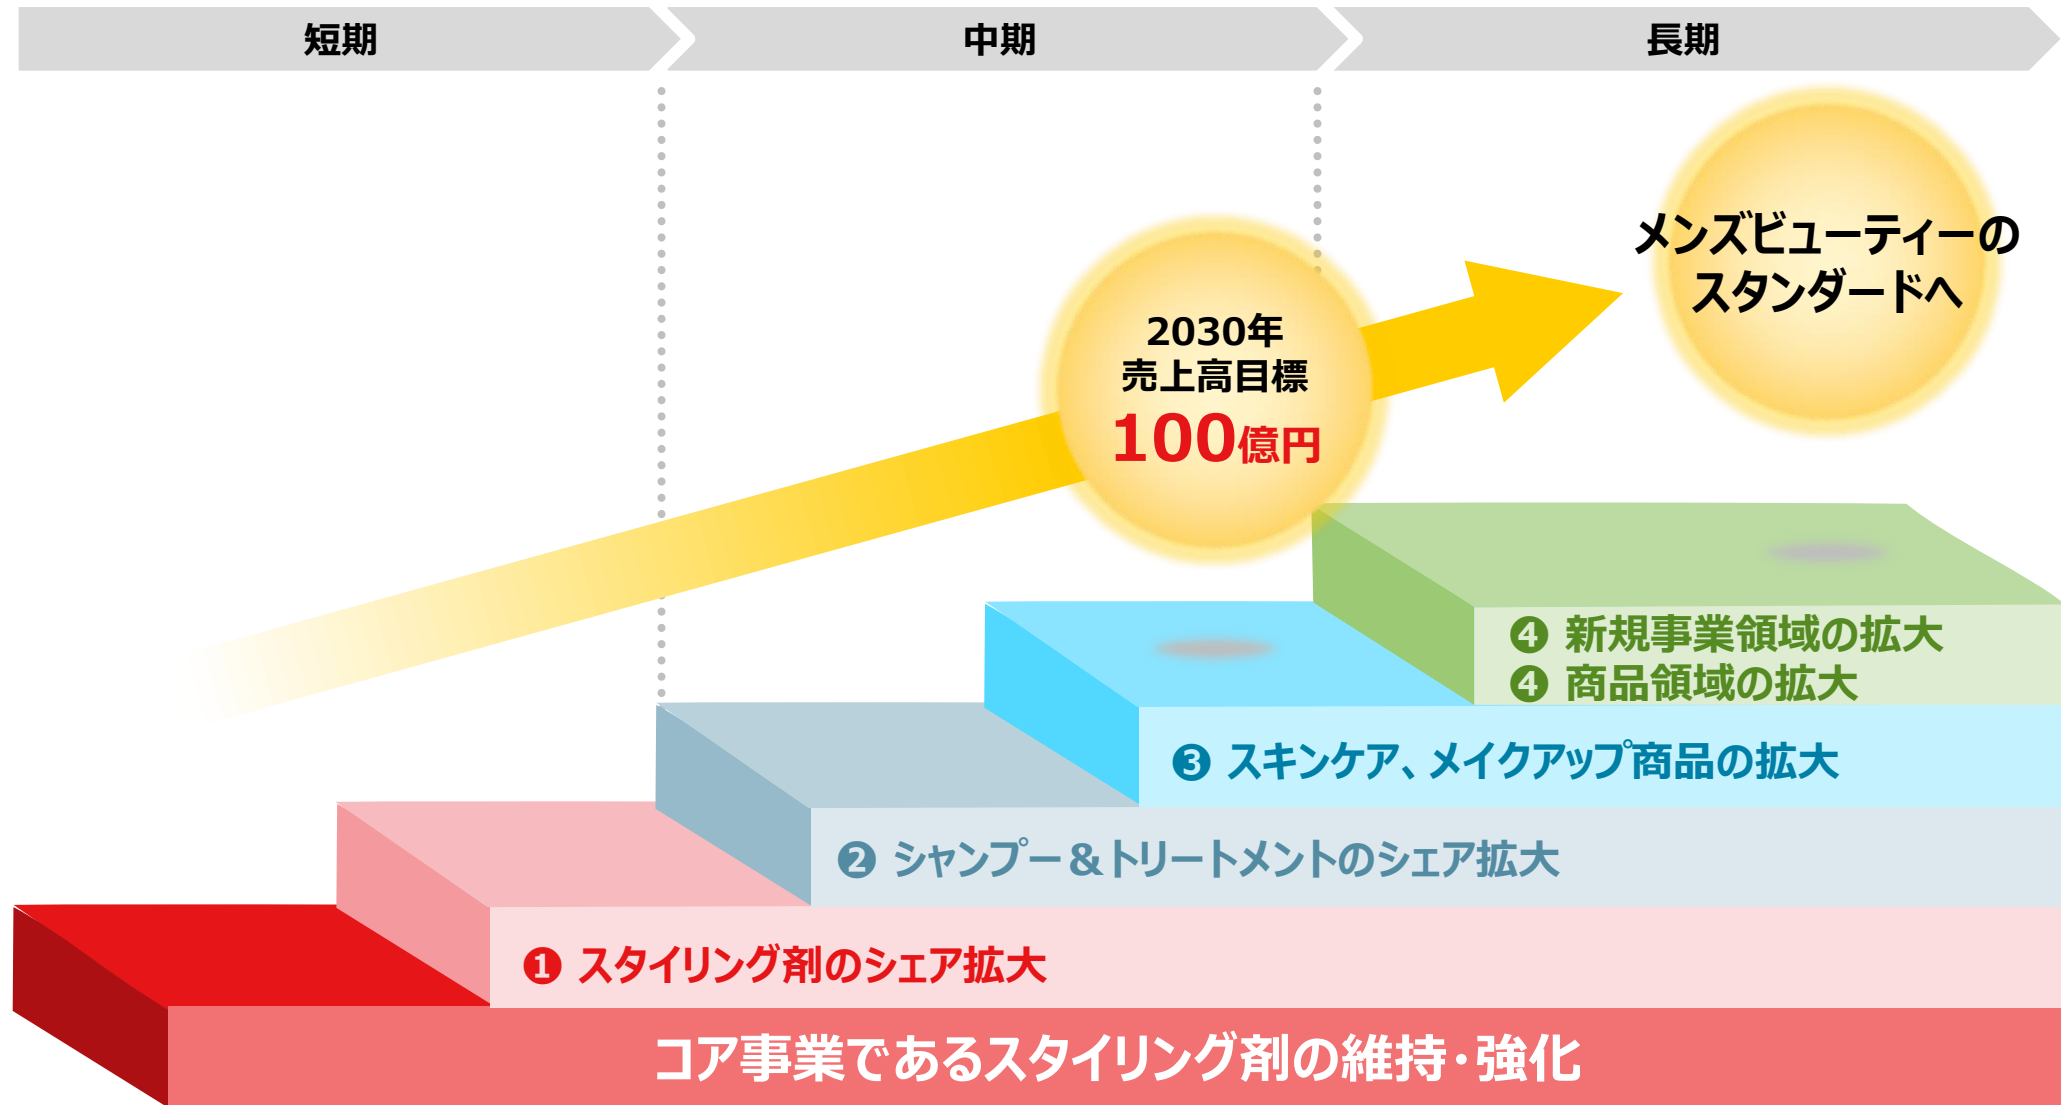 短期
中期
長期
メンズビューティーの
スタンダードへ
2030年
売上高目標
100億円
❹ 新規事業領域の拡大
❹ 商品領域の拡大
❸ スキンケア、メイクアップ商品の拡大
❷ シャンプー＆トリートメントのシェア拡大
❶ スタイリング剤のシェア拡大
コア事業であるスタイリング剤の維持・強化